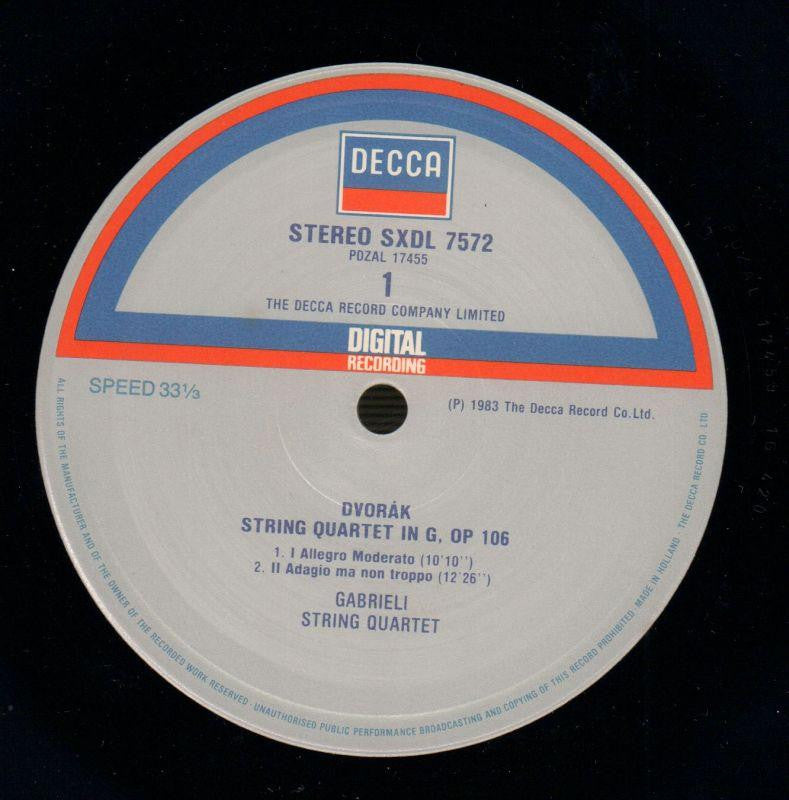 DECCA
STEREO SXDL 7572
PDZAL 17455
1
THE DECCA RECORD COMPANY LIMITED
DIGITAL
RECORDING
SPEED 33⅓
(P) 1983 The Decca Record Co.Ltd.
DVORÁK
STRING QUARTET IN G, OP 106
1. I Allegro Moderato (10'10'')
2. II Adagio ma non troppo (12'26'')
GABRIELI
STRING QUARTET
ALL RIGHTS OF THE MANUFACTURER AND OF THE OWNER OF THE RECORDED WORK RESERVED · UNAUTHORISED PUBLIC PERFORMANCE BROADCASTING AND COPYING OF THIS RECORD PROHIBITED · MADE IN HOLLAND · THE DECCA RECORD CO. LTD